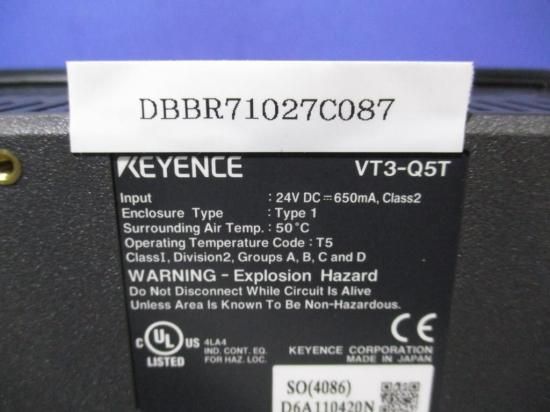 DBBR71027C087
KEYENCE VT3-Q5T
Input : 24V DC ⎓ 650mA, Class2
Enclosure Type : Type 1
Surrounding Air Temp. : 50°C
Operating Temperature Code : T5
ClassⅠ, Division2, Groups A, B, C and D
WARNING - Explosion Hazard
Do Not Disconnect While Circuit Is Alive
Unless Area Is Known To Be Non-Hazardous.
C UL US LISTED
4LA4
IND. CONT. EQ.
FOR HAZ. LOC.
CE
KEYENCE CORPORATION
MADE IN JAPAN
SO(4086)
D6A110420N